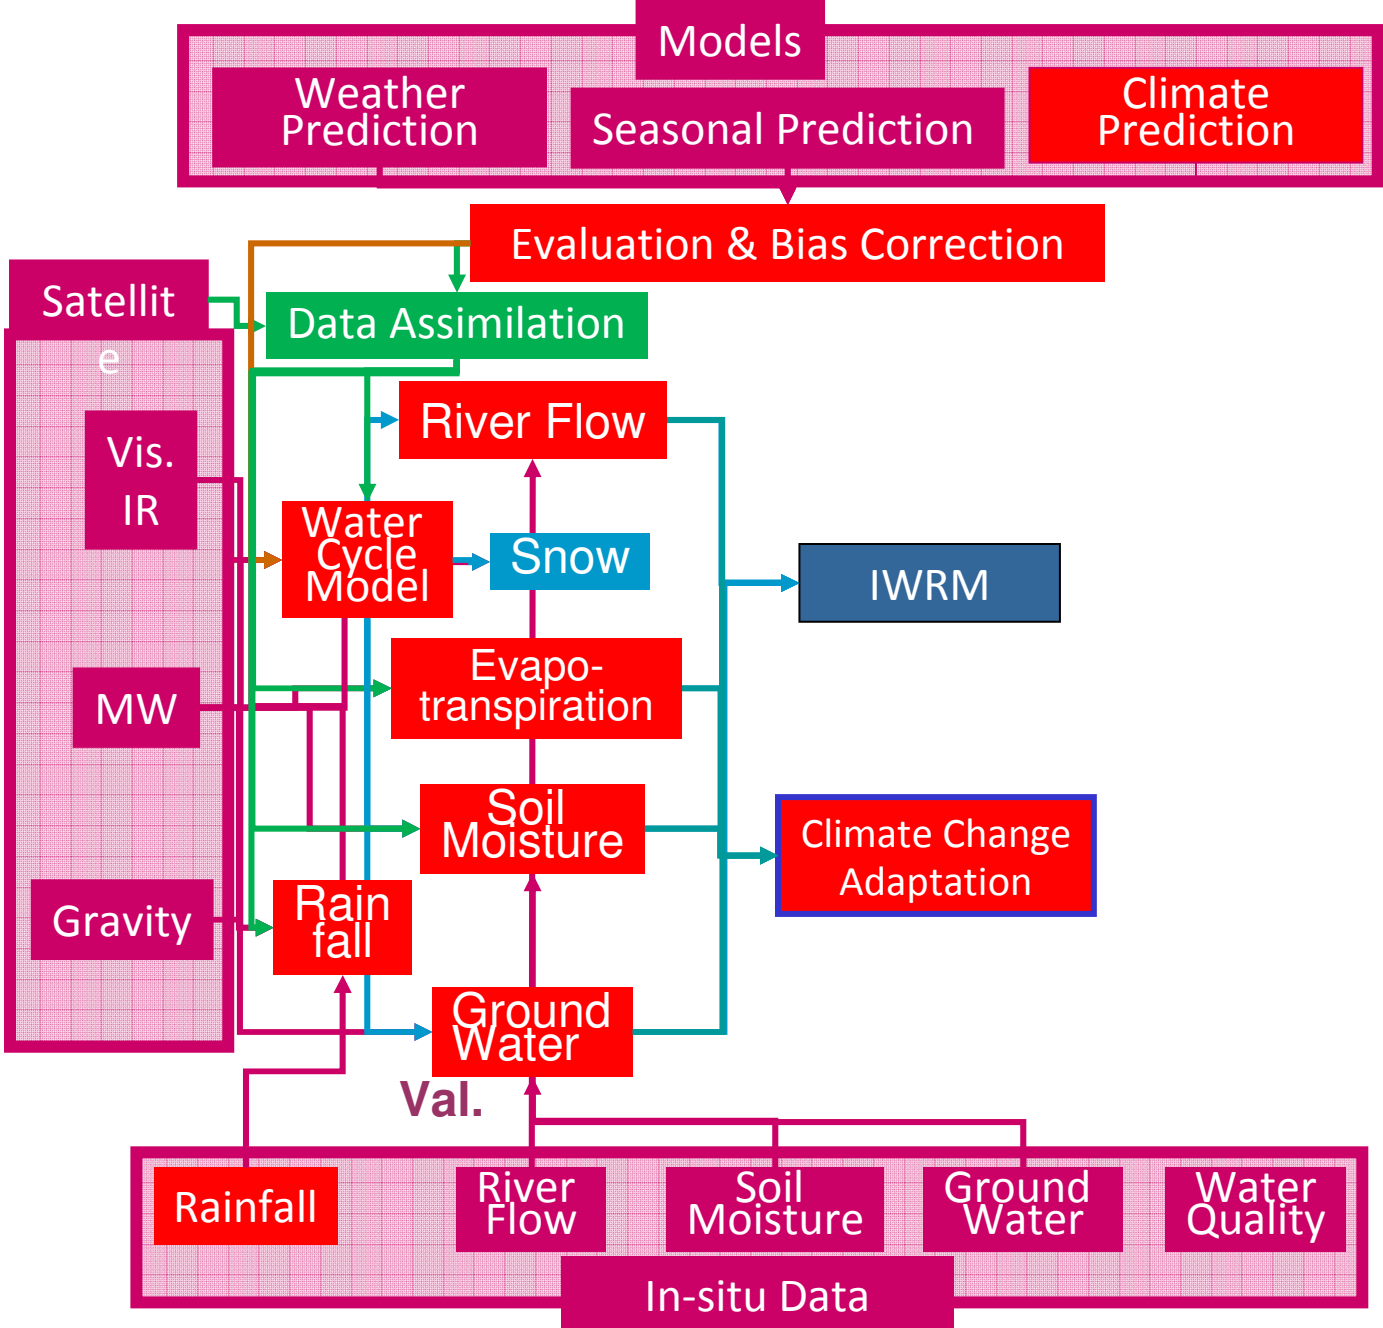 Models
Weather
Prediction
Seasonal Prediction
Climate
Prediction
Evaluation & Bias Correction
Satellit
e
Data Assimilation
River Flow
Vis.
IR
Water
Cycle
Model
Snow
IWRM
MW
Evapo-
transpiration
Soil
Moisture
Climate Change
Adaptation
Gravity
Rain
fall
Ground
Water
Val.
Rainfall
River
Flow
Soil
Moisture
Ground
Water
Water
Quality
In-situ Data